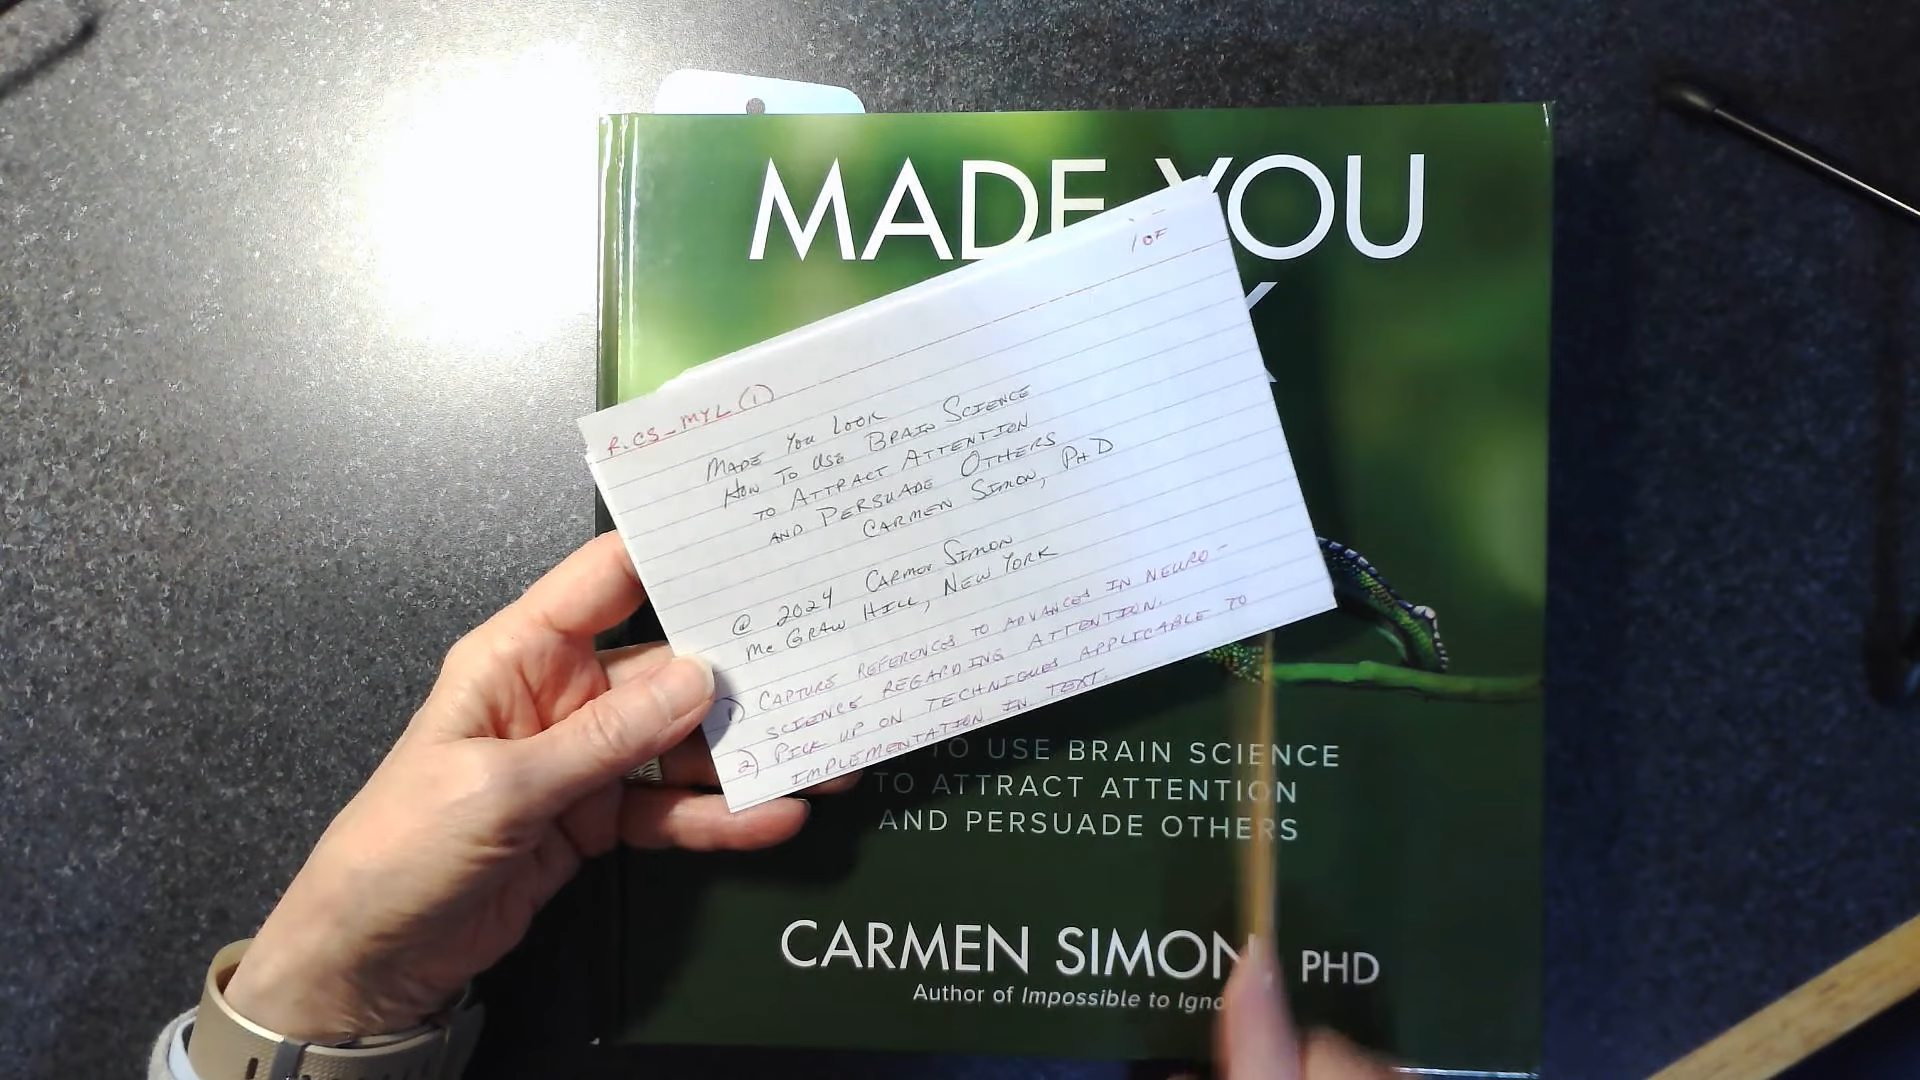 MADE YOU
1 OF
R.CS_MYL (1)
MADE YOU LOOK
HOW TO USE BRAIN SCIENCE
TO ATTRACT ATTENTION
AND PERSUADE OTHERS
CARMEN SIMON, PHD
@ 2024 CARMEN SIMON
Mc GRAW HILL, NEW YORK
1) CAPTURE REFERENCES TO ADVANCES IN NEURO-
SCIENCE REGARDING ATTENTION.
2) PICK UP ON TECHNIQUES APPLICABLE TO
IMPLEMENTATION IN TEXT.
TO USE BRAIN SCIENCE
TO ATTRACT ATTENTION
AND PERSUADE OTHERS
CARMEN SIMON, PHD
Author of Impossible to